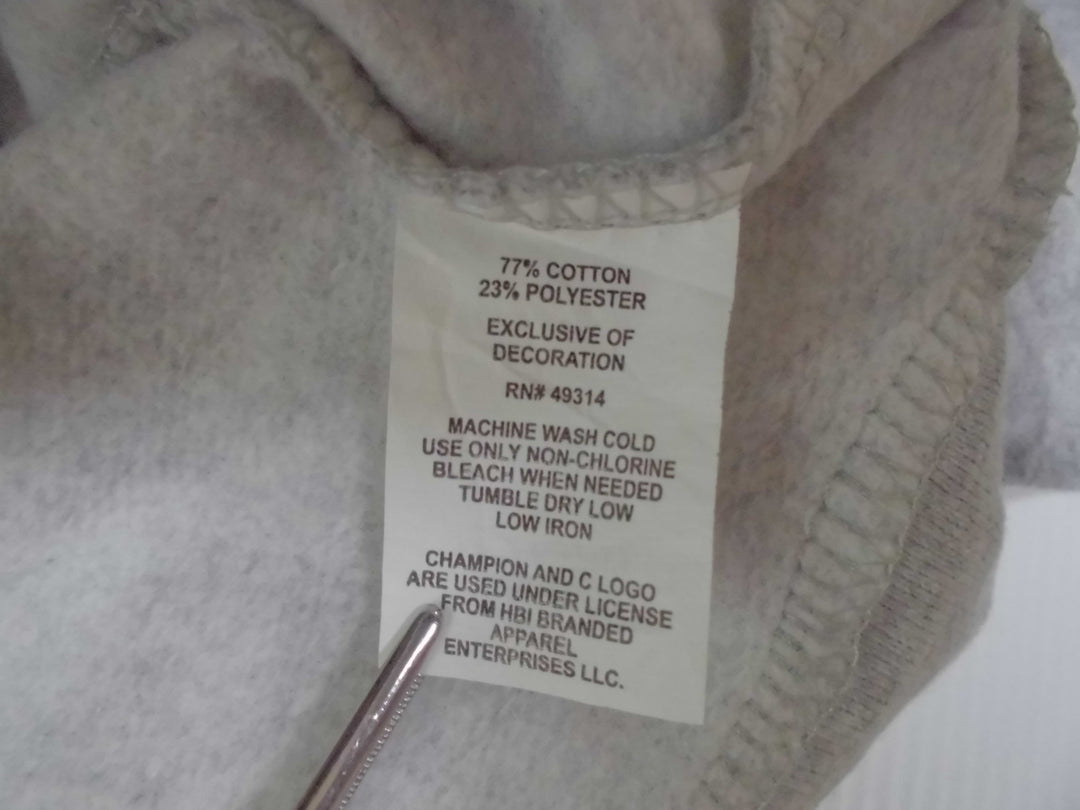 77% COTTON
23% POLYESTER
EXCLUSIVE OF
DECORATION
RN# 49314
MACHINE WASH COLD
USE ONLY NON-CHLORINE
BLEACH WHEN NEEDED
TUMBLE DRY LOW
LOW IRON
CHAMPION AND C LOGO
ARE USED UNDER LICENSE
FROM HBI BRANDED
APPAREL
ENTERPRISES LLC.